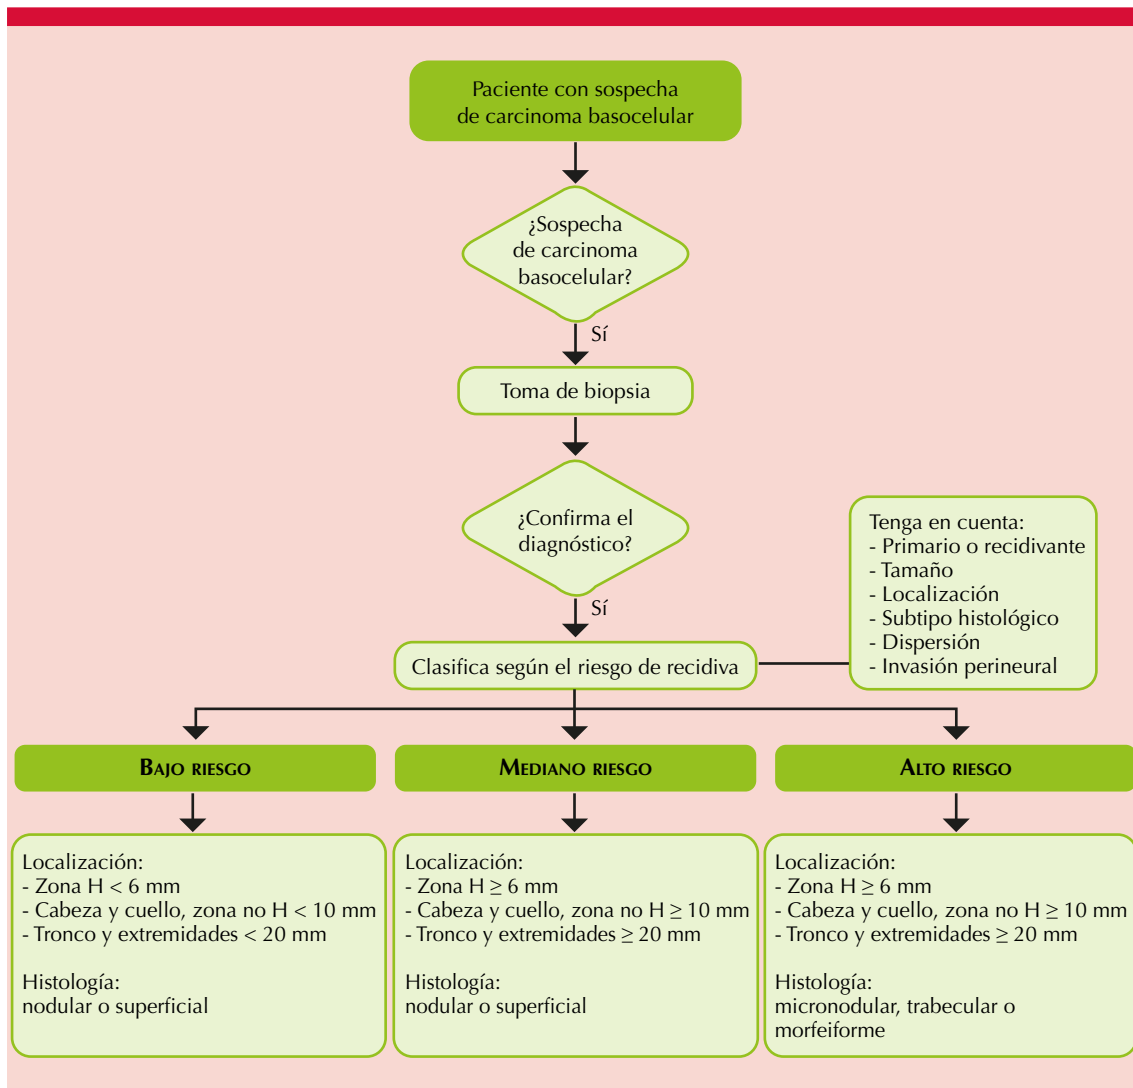 Paciente con sospecha
de carcinoma basocelular
¿Sospecha
de carcinoma
basocelular?
Sí
Toma de biopsia
¿Confirma el
diagnóstico?
Sí
Tenga en cuenta:
- Primario o recidivante
- Tamaño
- Localización
- Subtipo histológico
- Dispersión
- Invasión perineural
Clasifica según el riesgo de recidiva
Bajo riesgo
Mediano riesgo
Alto riesgo
Localización:
- Zona H < 6 mm
- Cabeza y cuello, zona no H < 10 mm
- Tronco y extremidades < 20 mm
Histología:
nodular o superficial
Localización:
- Zona H ≥ 6 mm
- Cabeza y cuello, zona no H ≥ 10 mm
- Tronco y extremidades ≥ 20 mm
Histología:
nodular o superficial
Localización:
- Zona H ≥ 6 mm
- Cabeza y cuello, zona no H ≥ 10 mm
- Tronco y extremidades ≥ 20 mm
Histología:
micronodular, trabecular o
morfeiforme